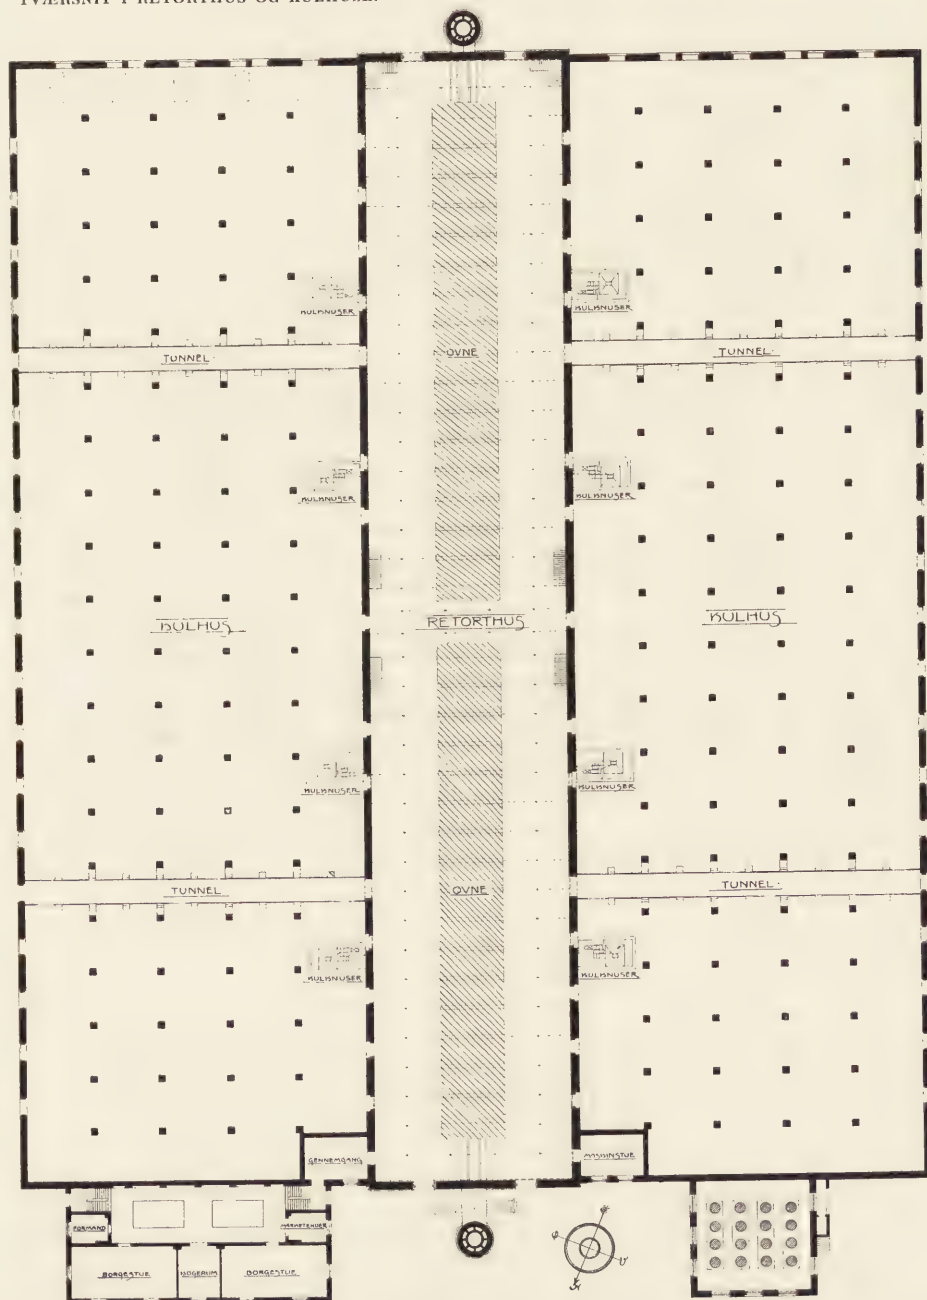 TVÆRSNIT I RETORTHUS OG KULHUSE.
KULKNUSER
KULKNUSER
TUNNEL
OVNE
TUNNEL
KULKNUSER
KULKNUSER
KULHUS
RETORTHUS
KULHUS
KULKNUSER
KULKNUSER
TUNNEL
OVNE
TUNNEL
KULKNUSER
KULKNUSER
GENNEMGANG
MASKINSTUE
FORMAND
MARKETENDER
BORGESTUE
BORGESTUE